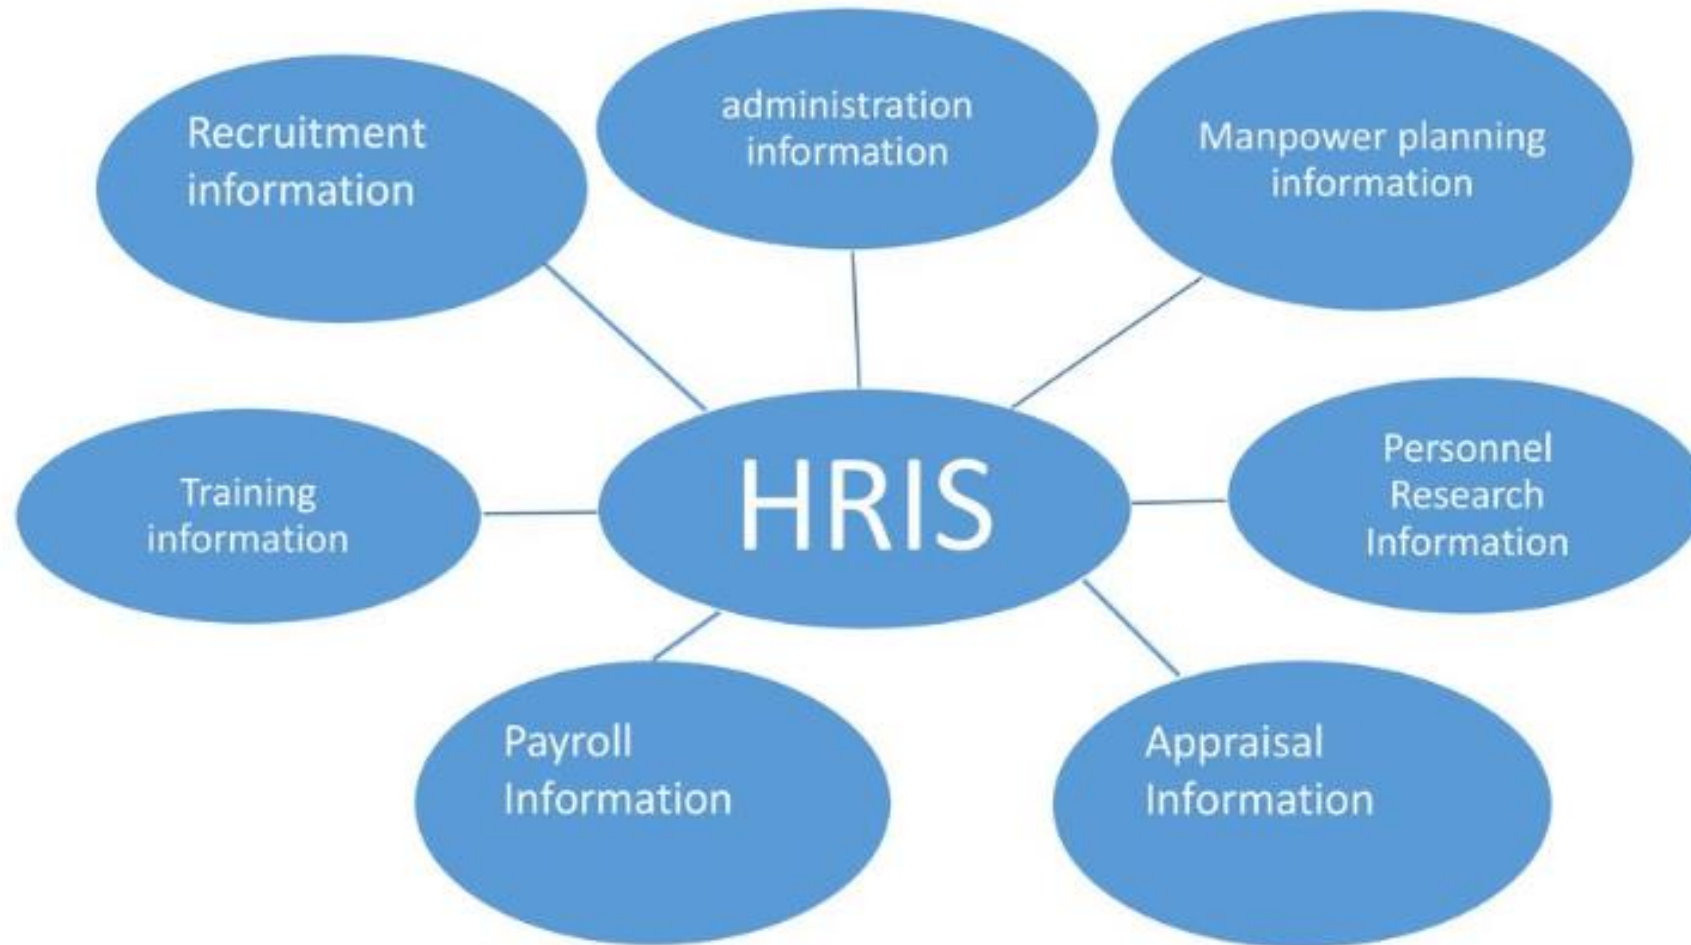 Recruitment
information
administration
information
Manpower planning
information
Training
information
HRIS
Personnel
Research
Information
Payroll
Information
Appraisal
Information